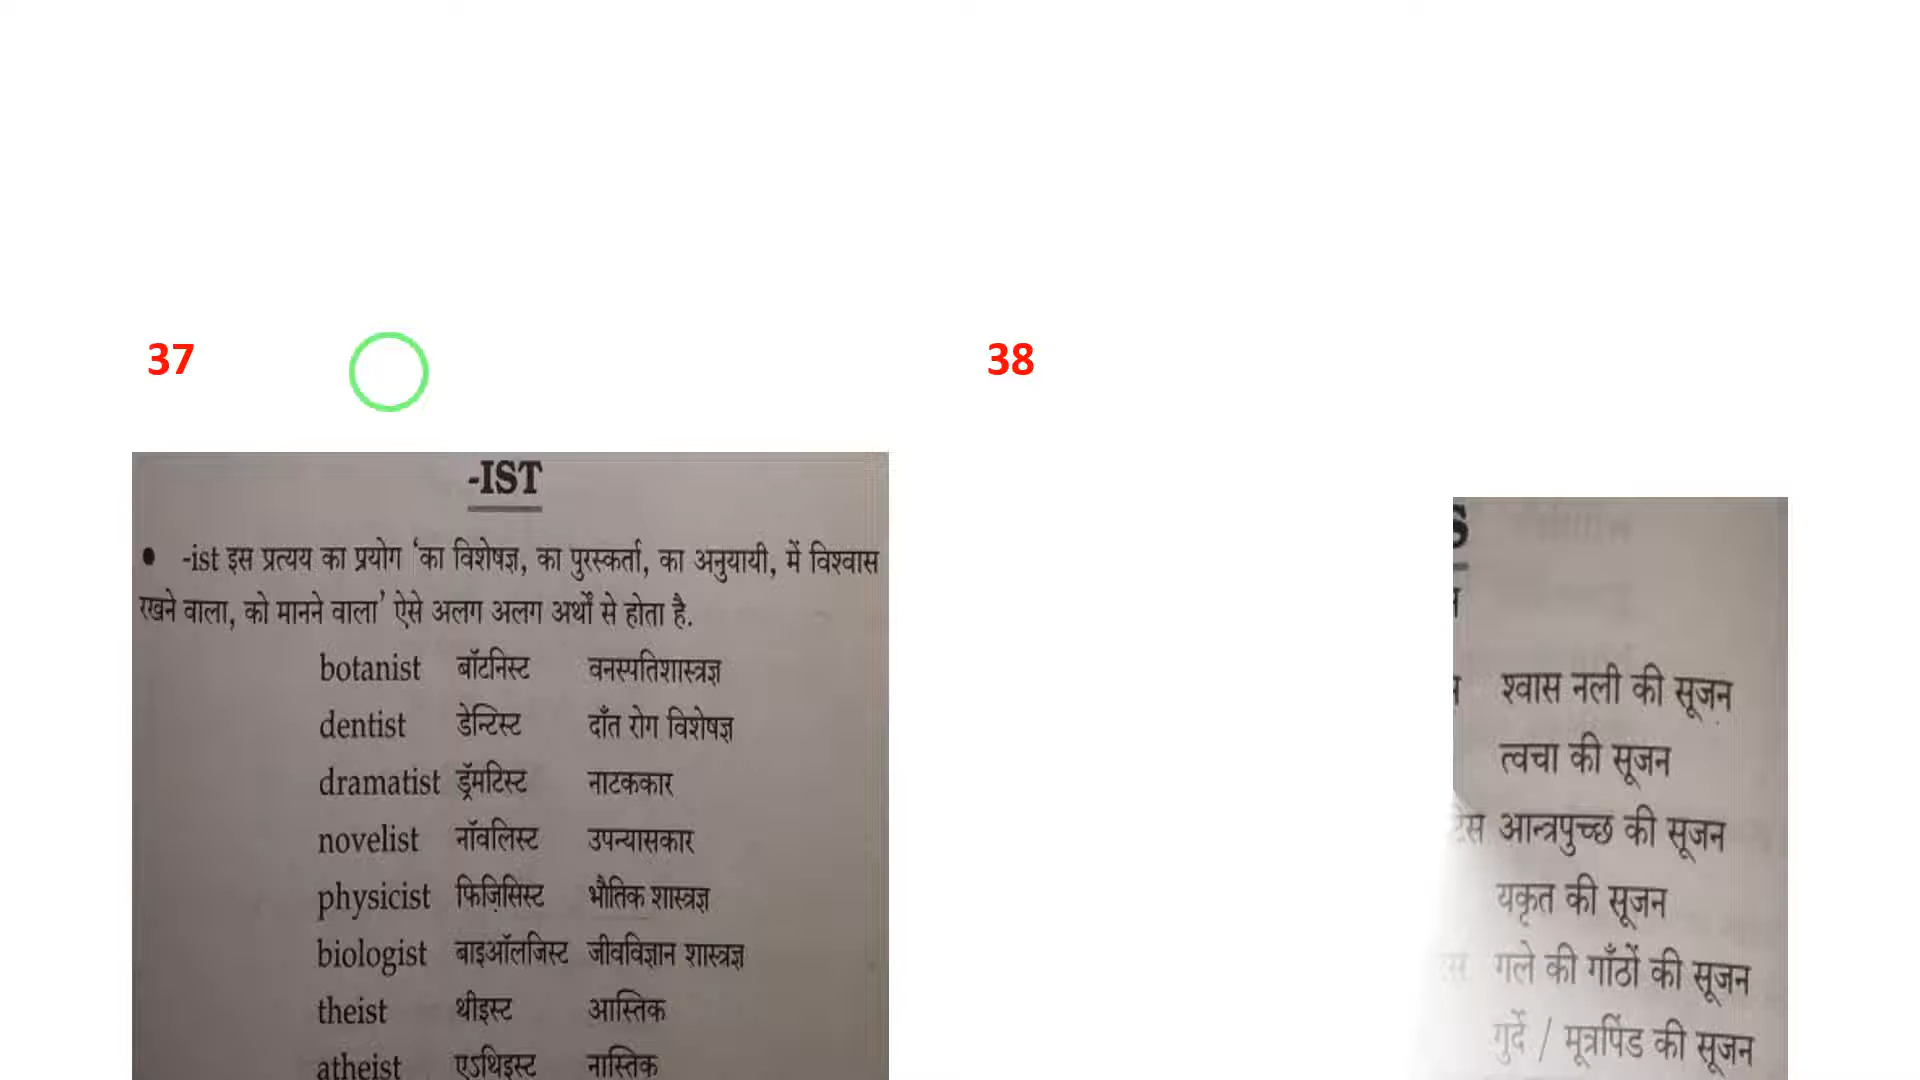 37
-IST
• -ist इस प्रत्यय का प्रयोग 'का विशेषज्ञ, का पुरस्कर्ता, का अनुयायी, में विश्वास
रखने वाला, को मानने वाला' ऐसे अलग अलग अर्थों से होता है.
botanist बॉटनिस्ट वनस्पतिशास्त्रज्ञ
dentist डेन्टिस्ट दाँत रोग विशेषज्ञ
dramatist ड्रॅमटिस्ट नाटककार
novelist नॉवलिस्ट उपन्यासकार
physicist फिज़िसिस्ट भौतिक शास्त्रज्ञ
biologist बाइऑलजिस्ट जीवविज्ञान शास्त्रज्ञ
theist थीइस्ट आस्तिक
atheist एऽथिइस्ट नास्तिक
38
श्वास नली की सूजन
त्वचा की सूजन
आन्त्रपुच्छ की सूजन
यकृत की सूजन
गले की गाँठों की सूजन
गुर्दे / मूत्रपिंड की सूजन